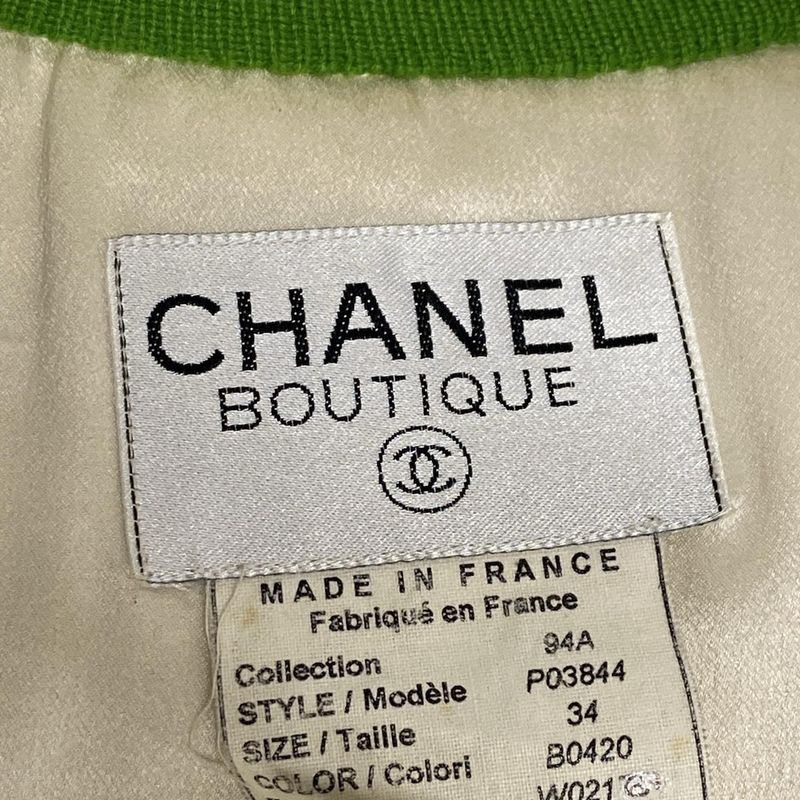 CHANEL
BOUTIQUE
MADE IN FRANCE
Fabriqué en France
Collection 94A
STYLE / Modèle P03844
SIZE / Taille 34
COLOR / Colori B0420